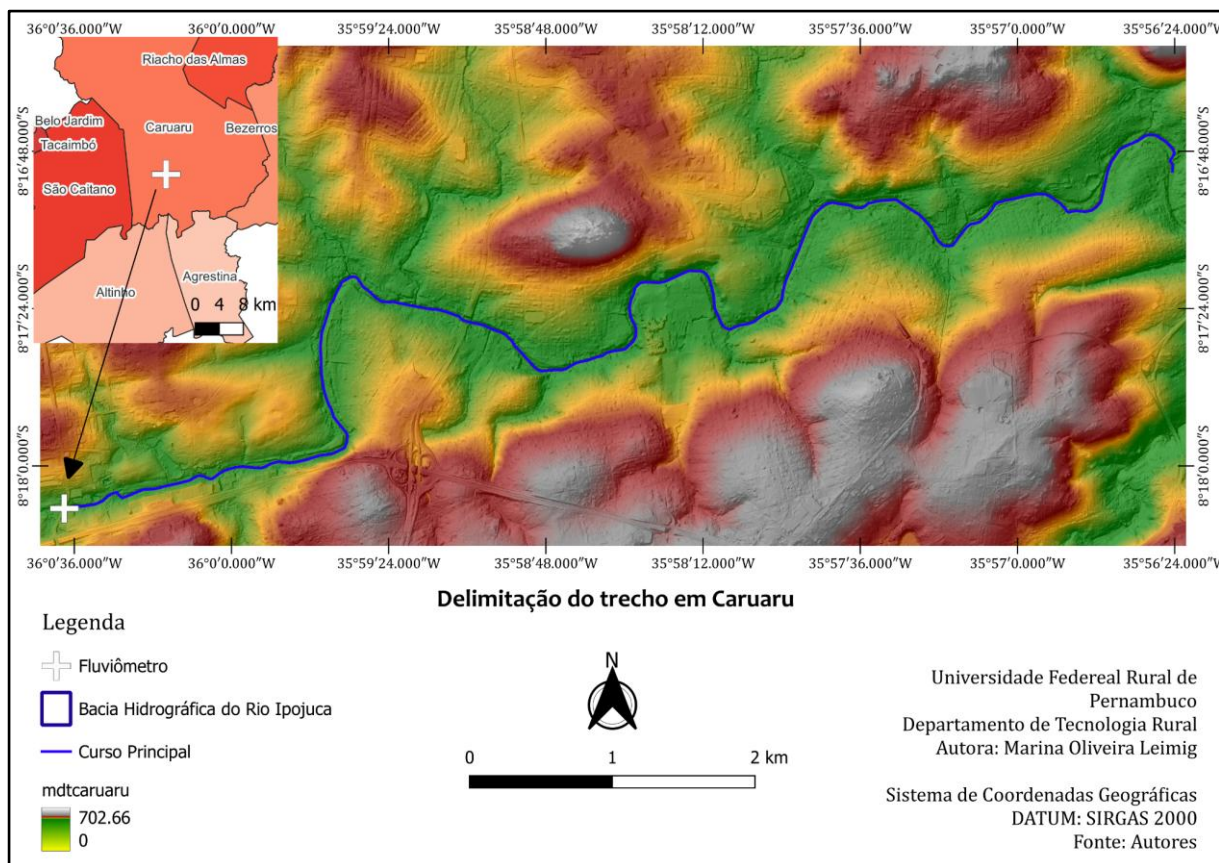 36°0'36.000"W
36°0'0.000"W
35°59'24.000"W
35°58'48.000"W
35°58'12.000"W
35°57'36.000"W
35°57'0.000"W
35°56'24.000"W
8°16'48.000"S
8°17'24.000"S
8°18'0.000"S
Riacho das Almas
Belo Jardim
Caruaru
Bezerros
Tacaimbó
São Caitano
Agrestina
Altinho
0 4 8 km
8°16'48.000"S
8°17'24.000"S
8°18'0.000"S
36°0'36.000"W
36°0'0.000"W
35°59'24.000"W
35°58'48.000"W
35°58'12.000"W
35°57'36.000"W
35°57'0.000"W
35°56'24.000"W
Delimitação do trecho em Caruaru
Legenda
Fluviômetro
Bacia Hidrográfica do Rio Ipojuca
Curso Principal
mdtcaruaru
702.66
0
N
0 1 2 km
Universidade Federeal Rural de
Pernambuco
Departamento de Tecnologia Rural
Autora: Marina Oliveira Leimig
Sistema de Coordenadas Geográficas
DATUM: SIRGAS 2000
Fonte: Autores